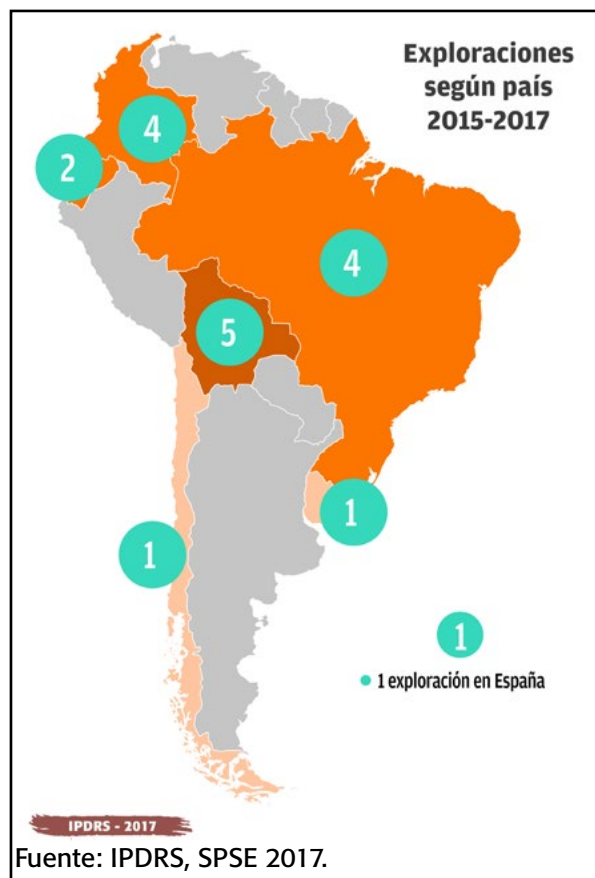 Exploraciones
según país
2015-2017
4
2
4
5
1
1
1
1 exploración en España
IPDRS - 2017
Fuente: IPDRS, SPSE 2017.